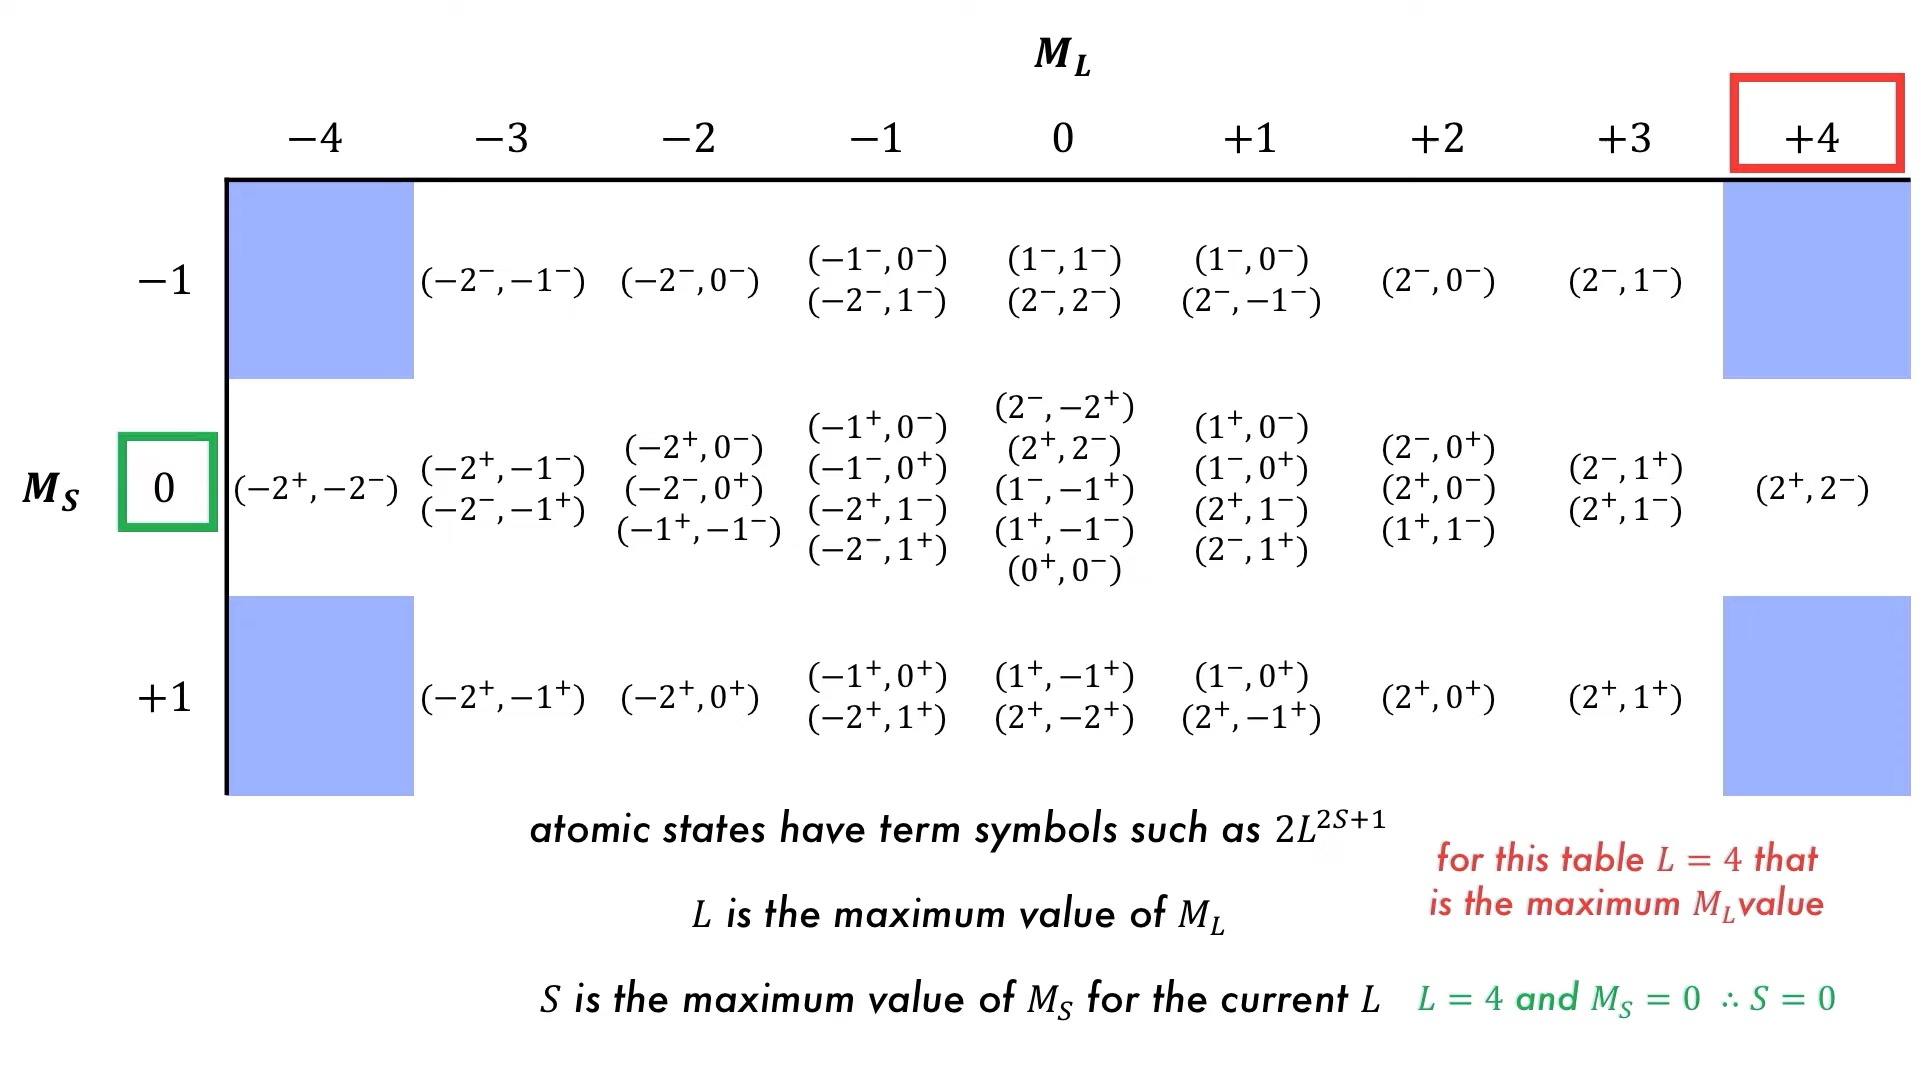 M_L
−4 −3 −2 −1 0 +1 +2 +3 +4
(−1⁻, 0⁻) (1⁻, 1⁻) (1⁻, 0⁻)
−1 (−2⁻, −1⁻) (−2⁻, 0⁻) (2⁻, 0⁻) (2⁻, 1⁻)
(−2⁻, 1⁻) (2⁻, 2⁻) (2⁻, −1⁻)
(2⁻, −2⁺)
(−1⁺, 0⁻) (1⁺, 0⁻)
(−2⁺, 0⁻) (2⁺, 2⁻) (2⁻, 0⁺)
(−2⁺, −1⁻) (−1⁻, 0⁺) (1⁻, 0⁺) (2⁻, 1⁺)
M_S 0 (−2⁺, −2⁻) (−2⁻, 0⁺) (1⁻, −1⁺) (2⁺, 0⁻) (2⁺, 2⁻)
(−2⁻, −1⁺) (−2⁺, 1⁻) (2⁺, 1⁻) (2⁺, 1⁻)
(−1⁺, −1⁻) (1⁺, −1⁻) (1⁺, 1⁻)
(−2⁻, 1⁺) (2⁻, 1⁺)
(0⁺, 0⁻)
(−1⁺, 0⁺) (1⁺, −1⁺) (1⁻, 0⁺)
+1 (−2⁺, −1⁺) (−2⁺, 0⁺) (2⁺, 0⁺) (2⁺, 1⁺)
(−2⁺, 1⁺) (2⁺, −2⁺) (2⁺, −1⁺)
atomic states have term symbols such as 2L^{2S+1}
for this table L = 4 that
is the maximum M_L value
L is the maximum value of M_L
S is the maximum value of M_S for the current L
L = 4 and M_S = 0 ∴ S = 0